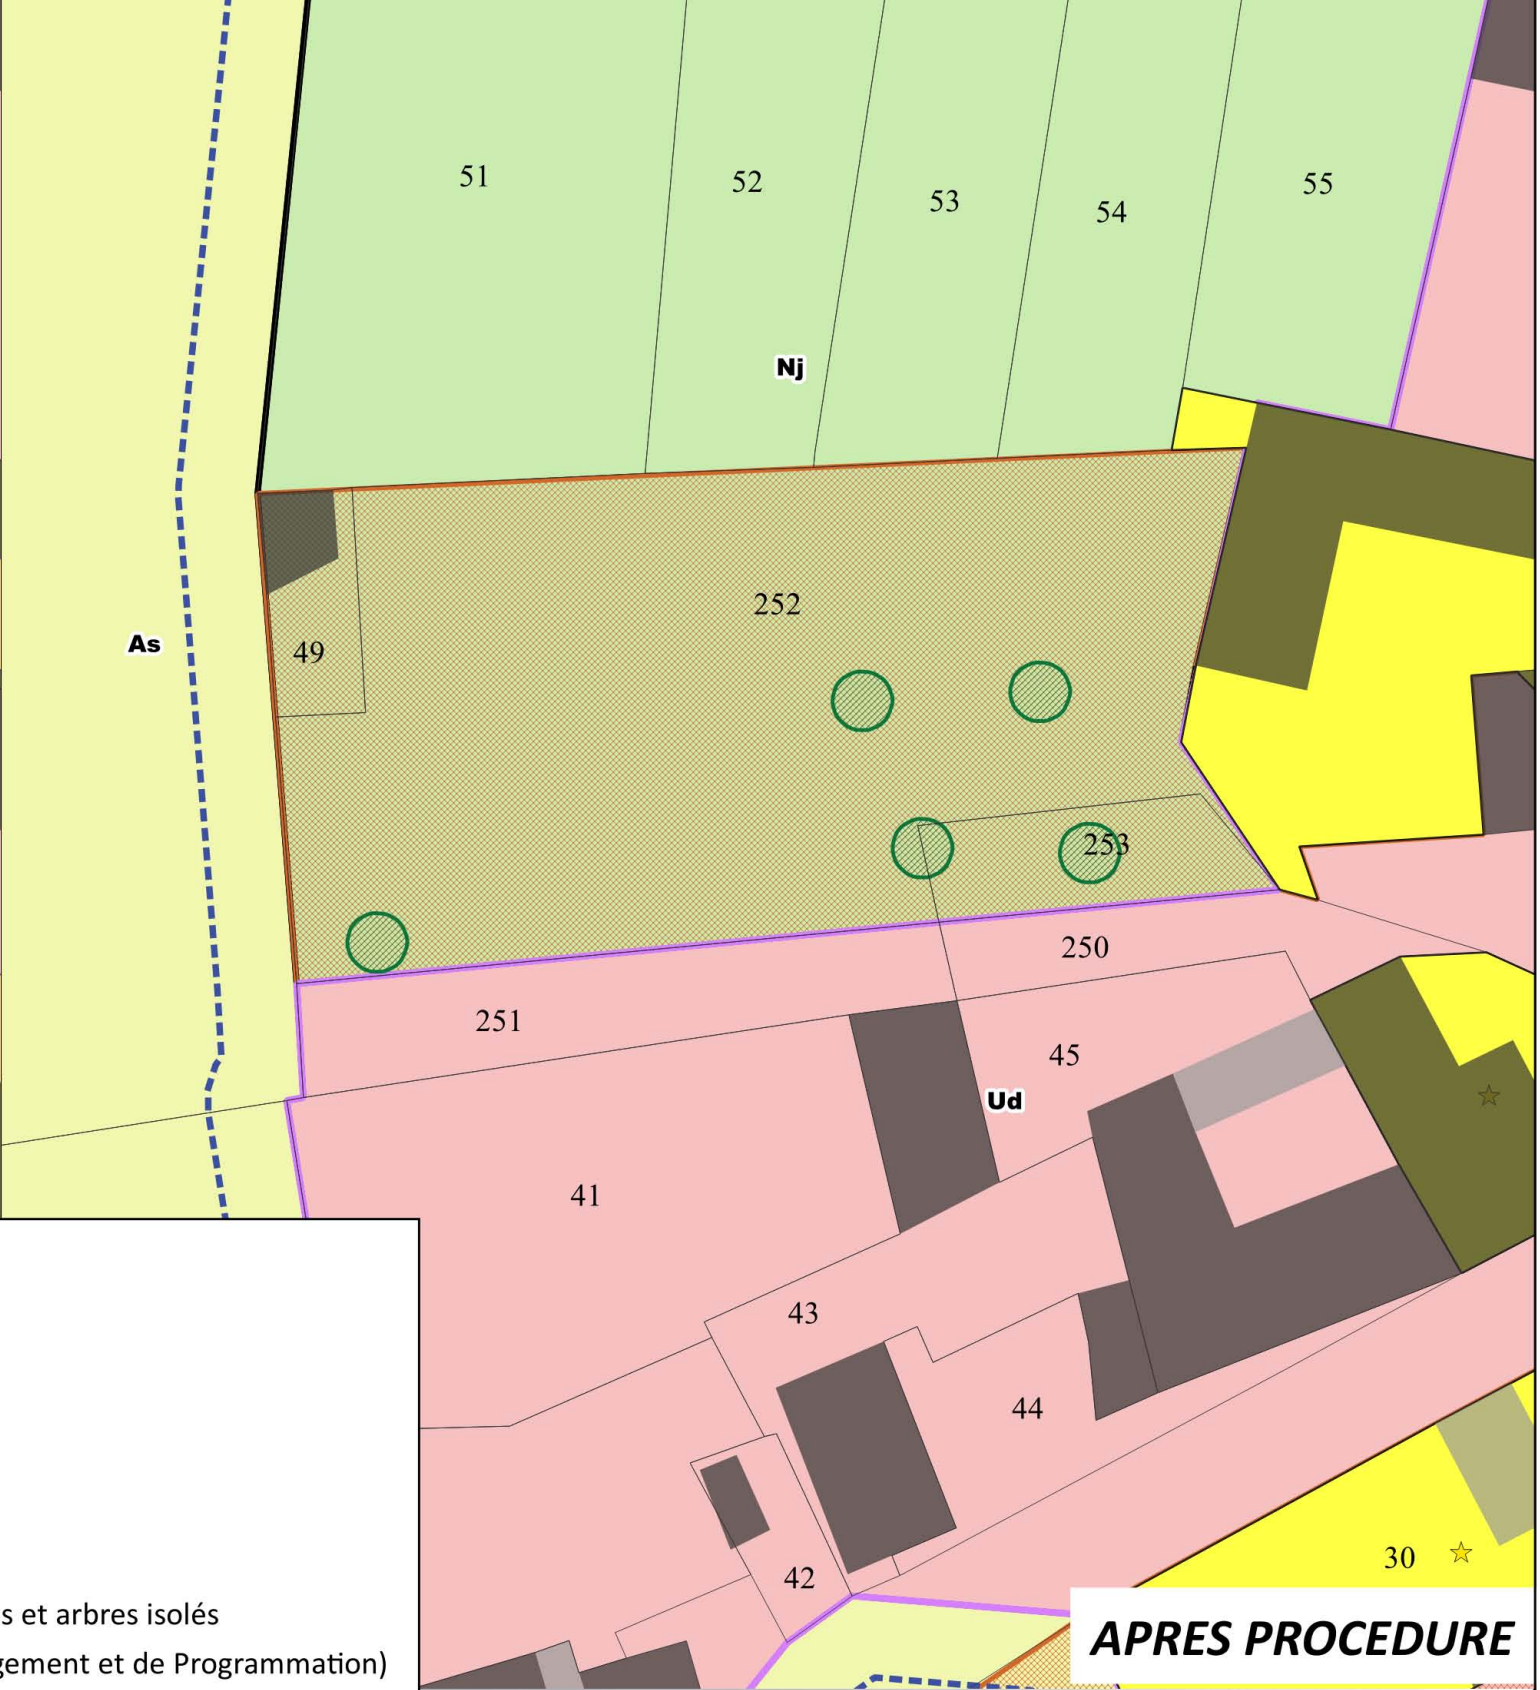 51
52
53
54
55
Nj
252
As
49
253
250
251
45
Ud
41
43
44
42
30
s et arbres isolés
gement et de Programmation)
APRES PROCEDURE